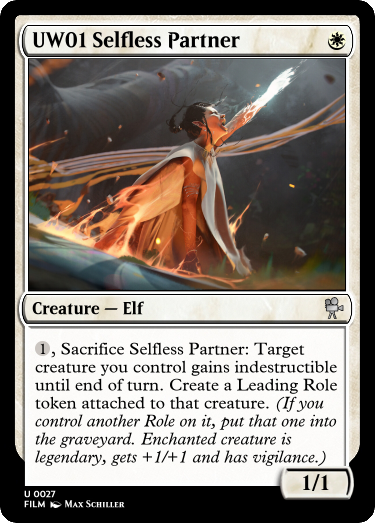 UW01 Selfless Partner
Creature — Elf
1, Sacrifice Selfless Partner: Target
creature you control gains indestructible
until end of turn. Create a Leading Role
token attached to that creature. (If you
control another Role on it, put that one into
the graveyard. Enchanted creature is
legendary, gets +1/+1 and has vigilance.)
1/1
U 0027
FILM Max Schiller